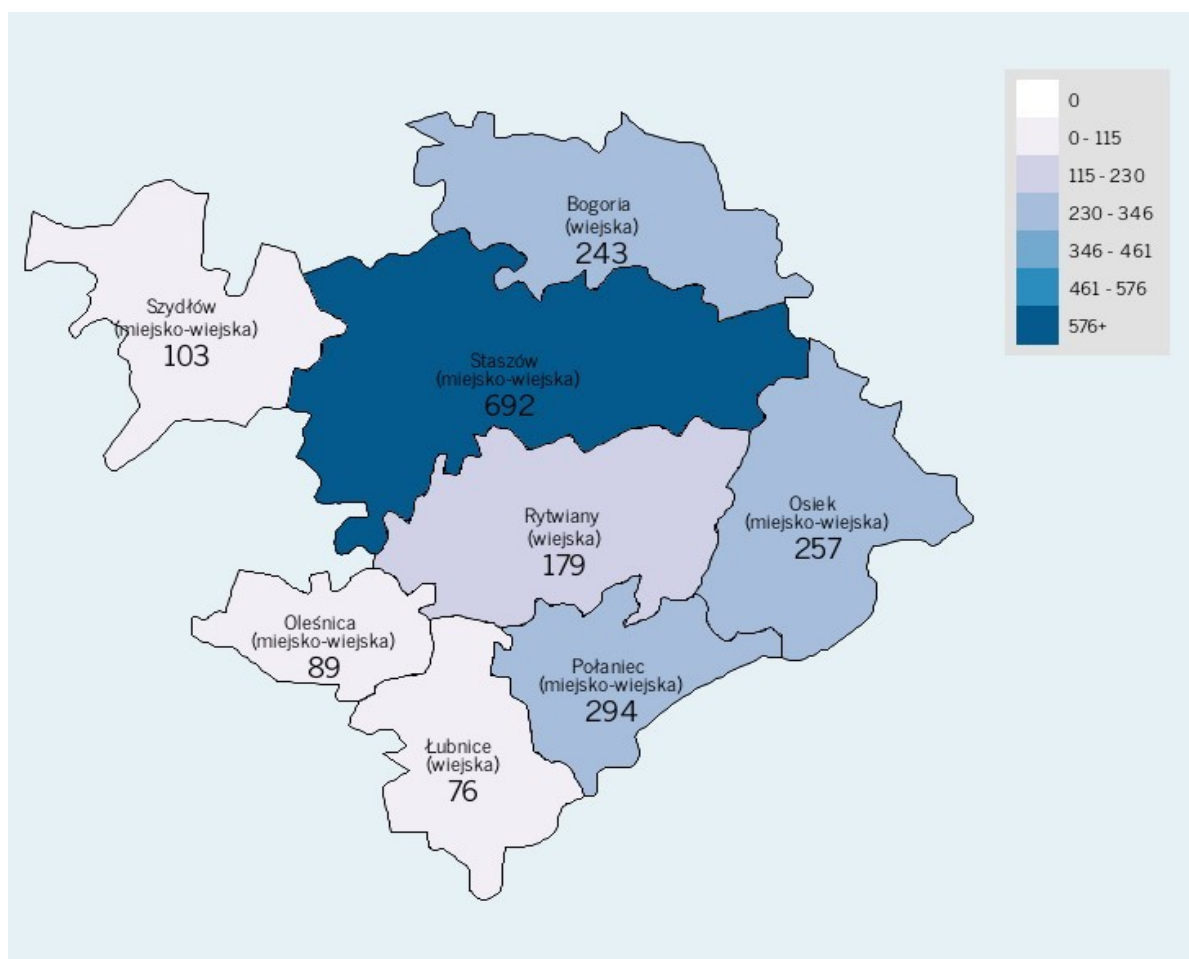 0
0 - 115
115 - 230
230 - 346
346 - 461
461 - 576
576+
Bogoria
(wiejska)
243
Szydłów
(miejsko-wiejska)
103
Staszów
(miejsko-wiejska)
692
Osiek
(miejsko-wiejska)
257
Rytwiany
(wiejska)
179
Oleśnica
(miejsko-wiejska)
89
Połaniec
(miejsko-wiejska)
294
Łubnice
(wiejska)
76